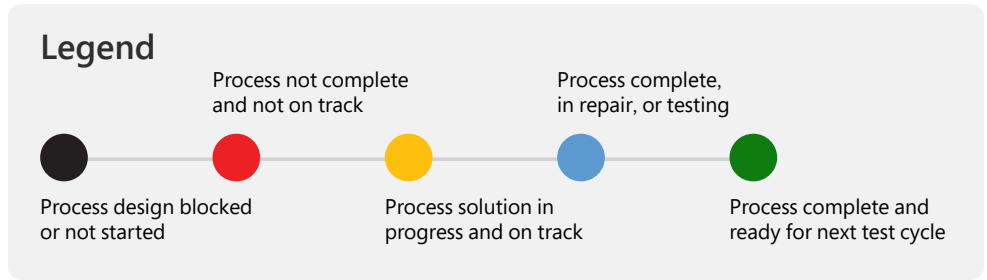 Legend
Process not complete
and not on track
Process complete,
in repair, or testing
Process design blocked
or not started
Process solution in
progress and on track
Process complete and
ready for next test cycle